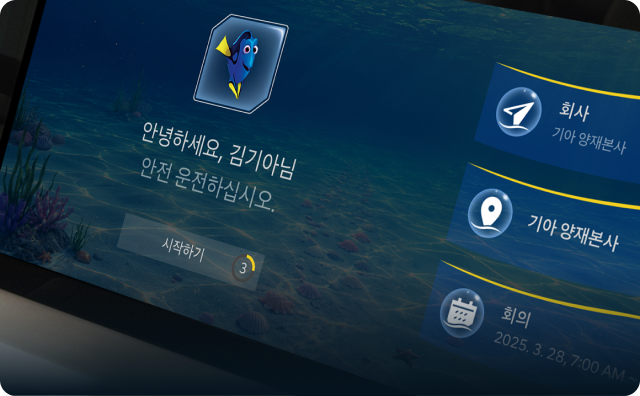 안녕하세요, 김기아님
안전 운전하십시오.
시작하기
3
회사
기아 양재본사
기아 양재본사
회의
2025. 3. 28, 7:00 AM